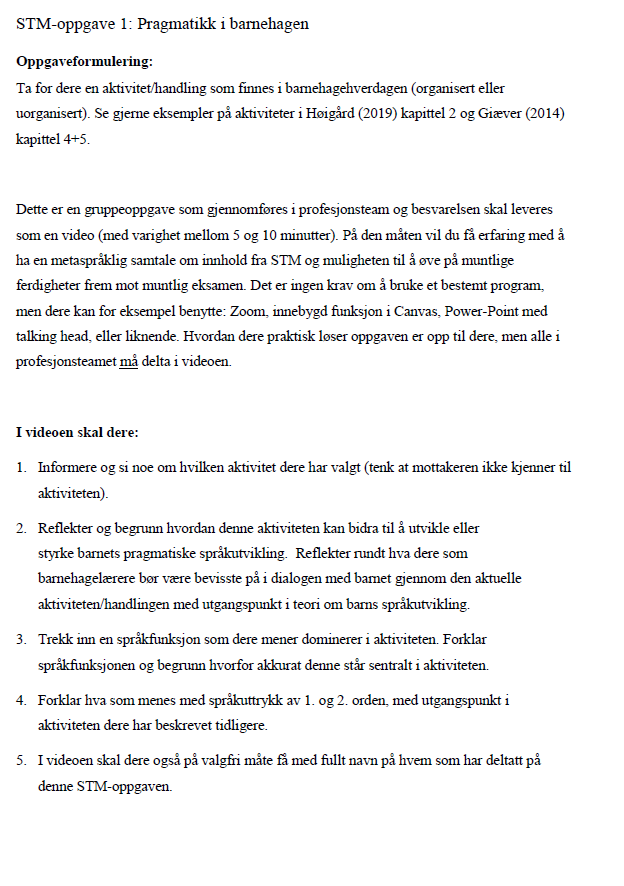 STM-oppgave 1: Pragmatikk i barnehagen
Oppgaveformulering:
Ta for dere en aktivitet/handling som finnes i barnehagehverdagen (organisert eller
uorganisert). Se gjerne eksempler på aktiviteter i Høigård (2019) kapittel 2 og Giæver (2014)
kapittel 4+5.
Dette er en gruppeoppgave som gjennomføres i profesjonsteam og besvarelsen skal leveres
som en video (med varighet mellom 5 og 10 minutter). På den måten vil du få erfaring med å
ha en metaspråklig samtale om innhold fra STM og muligheten til å øve på muntlige
ferdigheter frem mot muntlig eksamen. Det er ingen krav om å bruke et bestemt program,
men dere kan for eksempel benytte: Zoom, innebygd funksjon i Canvas, Power-Point med
talking head, eller liknende. Hvordan dere praktisk løser oppgaven er opp til dere, men alle i
profesjonsteamet må delta i videoen.
I videoen skal dere:
1. Informere og si noe om hvilken aktivitet dere har valgt (tenk at mottakeren ikke kjenner til
aktiviteten).
2. Reflekter og begrunn hvordan denne aktiviteten kan bidra til å utvikle eller
styrke barnets pragmatiske språkutvikling. Reflekter rundt hva dere som
barnehagelærere bør være bevisste på i dialogen med barnet gjennom den aktuelle
aktiviteten/handlingen med utgangspunkt i teori om barns språkutvikling.
3. Trekk inn en språkfunksjon som dere mener dominerer i aktiviteten. Forklar
språkfunksjonen og begrunn hvorfor akkurat denne står sentralt i aktiviteten.
4. Forklar hva som menes med språkuttrykk av 1. og 2. orden, med utgangspunkt i
aktiviteten dere har beskrevet tidligere.
5. I videoen skal dere også på valgfri måte få med fullt navn på hvem som har deltatt på
denne STM-oppgaven.